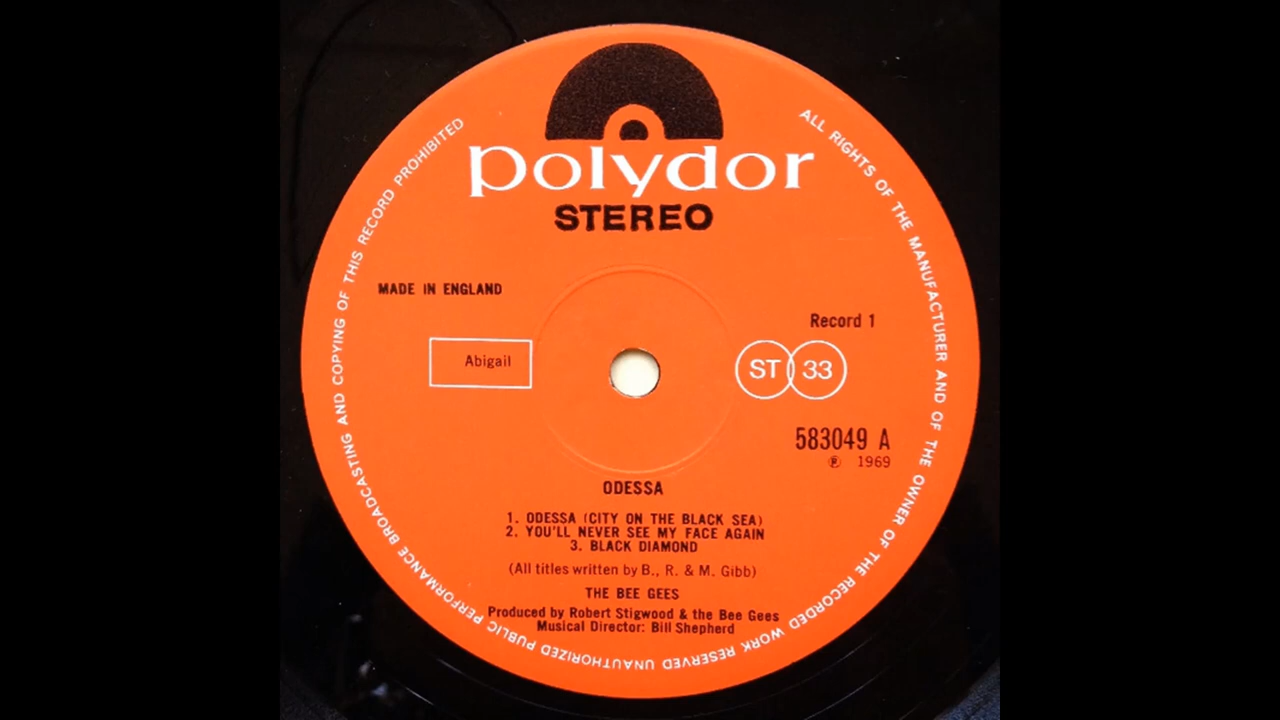 polydor
STEREO
MADE IN ENGLAND
Record 1
Abigail
ST 33
583049 A
℗ 1969
ODESSA
1. ODESSA (CITY ON THE BLACK SEA)
2. YOU'LL NEVER SEE MY FACE AGAIN
3. BLACK DIAMOND
(All titles written by B., R. & M. Gibb)
THE BEE GEES
Produced by Robert Stigwood & the Bee Gees
Musical Director: Bill Shepherd
ALL RIGHTS OF THE MANUFACTURER AND OF THE OWNER OF THE RECORDED WORK RESERVED UNAUTHORIZED PUBLIC PERFORMANCE BROADCASTING AND COPYING OF THIS RECORD PROHIBITED